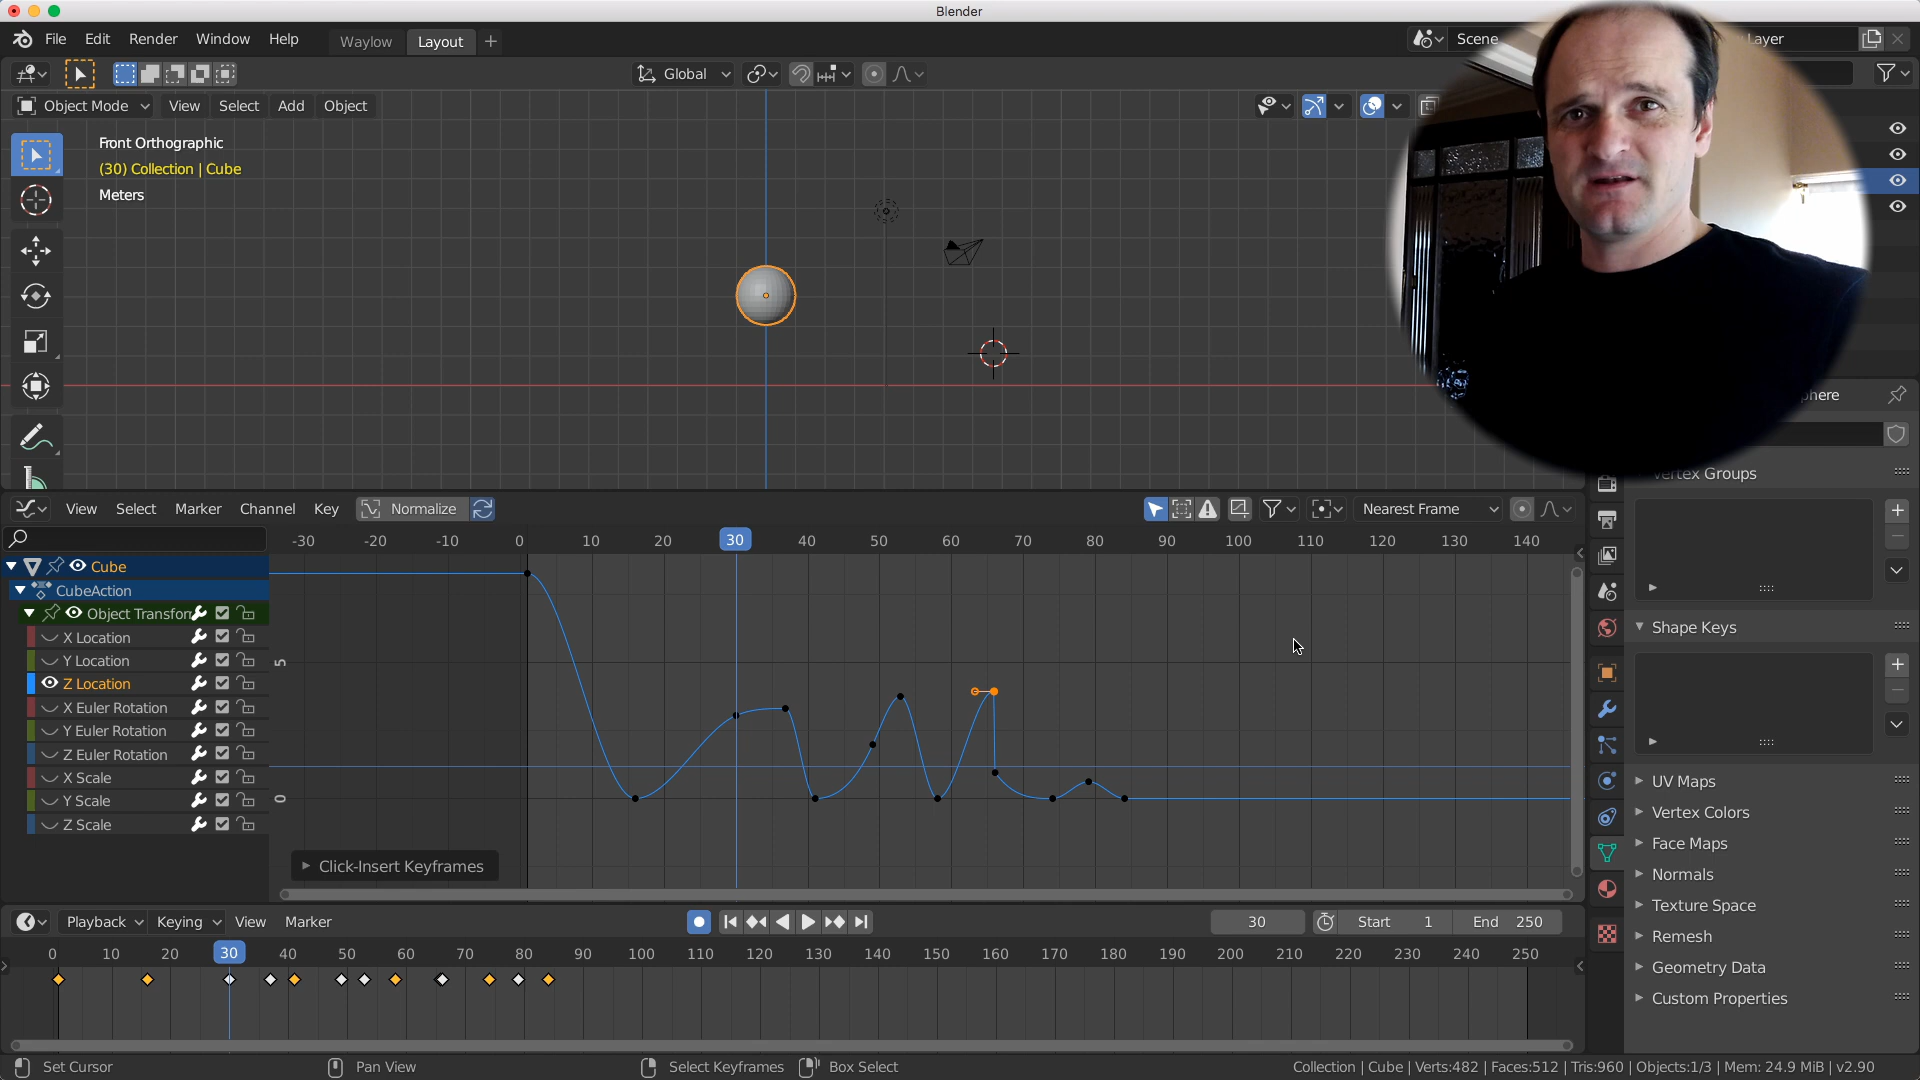 Blender
File Edit Render Window Help Waylow Layout Scene Layer
Global
Object Mode View Select Add Object
Front Orthographic
(30) Collection | Cube
Meters
phere
Vertex Groups
View Select Marker Channel Key Normalize Nearest Frame
-30 -20 -10 0 10 20 30 40 50 60 70 80 90 100 110 120 130 140
Cube
CubeAction
Object Transfor
X Location
Y Location
Z Location
X Euler Rotation
Y Euler Rotation
Z Euler Rotation
X Scale
Y Scale
Z Scale
5
0
Click-Insert Keyframes
Shape Keys
UV Maps
Vertex Colors
Face Maps
Normals
Texture Space
Remesh
Geometry Data
Custom Properties
Playback Keying View Marker 30 Start 1 End 250
0 10 20 30 40 50 60 70 80 90 100 110 120 130 140 150 160 170 180 190 200 210 220 230 240 250
Set Cursor Pan View Select Keyframes Box Select Collection | Cube | Verts:482 | Faces:512 | Tris:960 | Objects:1/3 | Mem: 24.9 MiB | v2.90